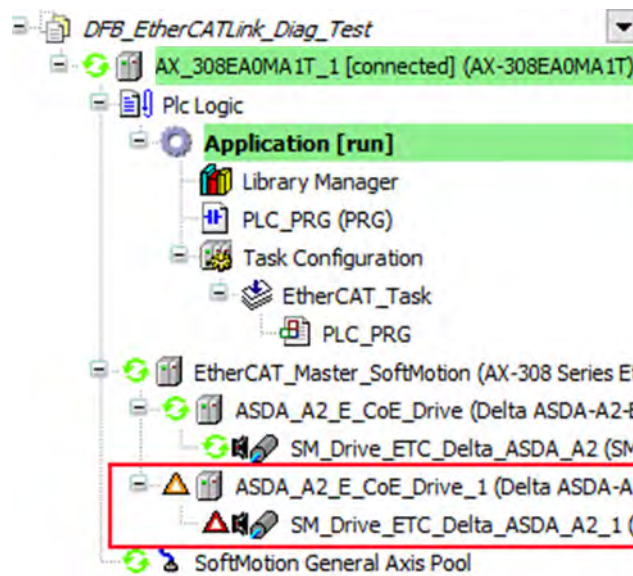 DFB_EtherCATLink_Diag_Test
AX_308EA0MA1T_1 [connected] (AX-308EA0MA1T)
Plc Logic
Application [run]
Library Manager
PLC_PRG (PRG)
Task Configuration
EtherCAT_Task
PLC_PRG
EtherCAT_Master_SoftMotion (AX-308 Series E
ASDA_A2_E_CoE_Drive (Delta ASDA-A2-E
SM_Drive_ETC_Delta_ASDA_A2 (SM
ASDA_A2_E_CoE_Drive_1 (Delta ASDA-A
SM_Drive_ETC_Delta_ASDA_A2_1 (
SoftMotion General Axis Pool